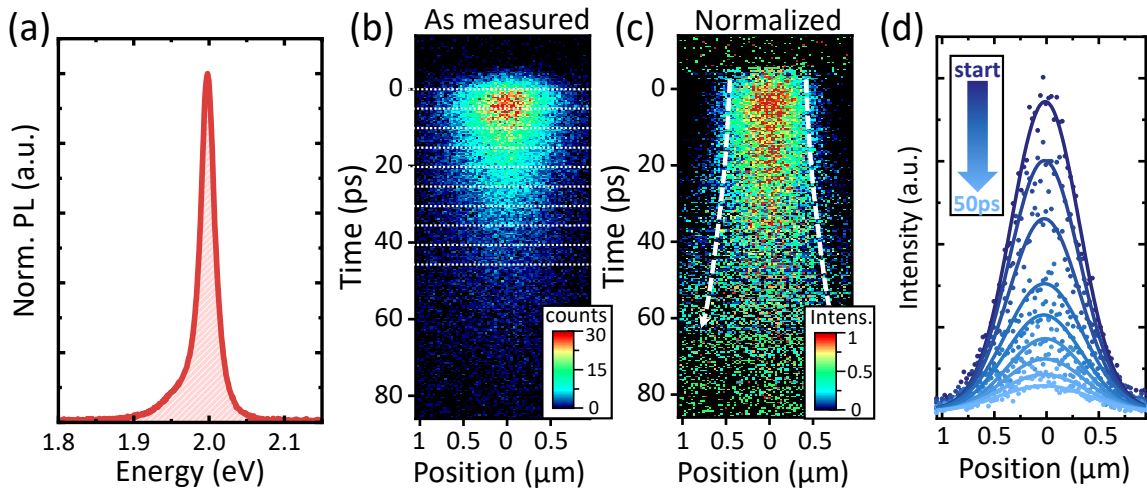 (a)
Norm. PL (a.u.)
1.8 1.9 2.0 2.1
Energy (eV)
(b)
As measured
Time (ps)
0
20
40
60
80
counts
30
15
0
1 0.5 0 0.5 1
Position (µm)
(c)
Normalized
Time (ps)
0
20
40
60
80
Intens.
1
0.5
0
1 0.5 0 0.5 1
Position (µm)
(d)
start
50ps
Intensity (a.u.)
1 0.5 0 0.5
Position (µm)